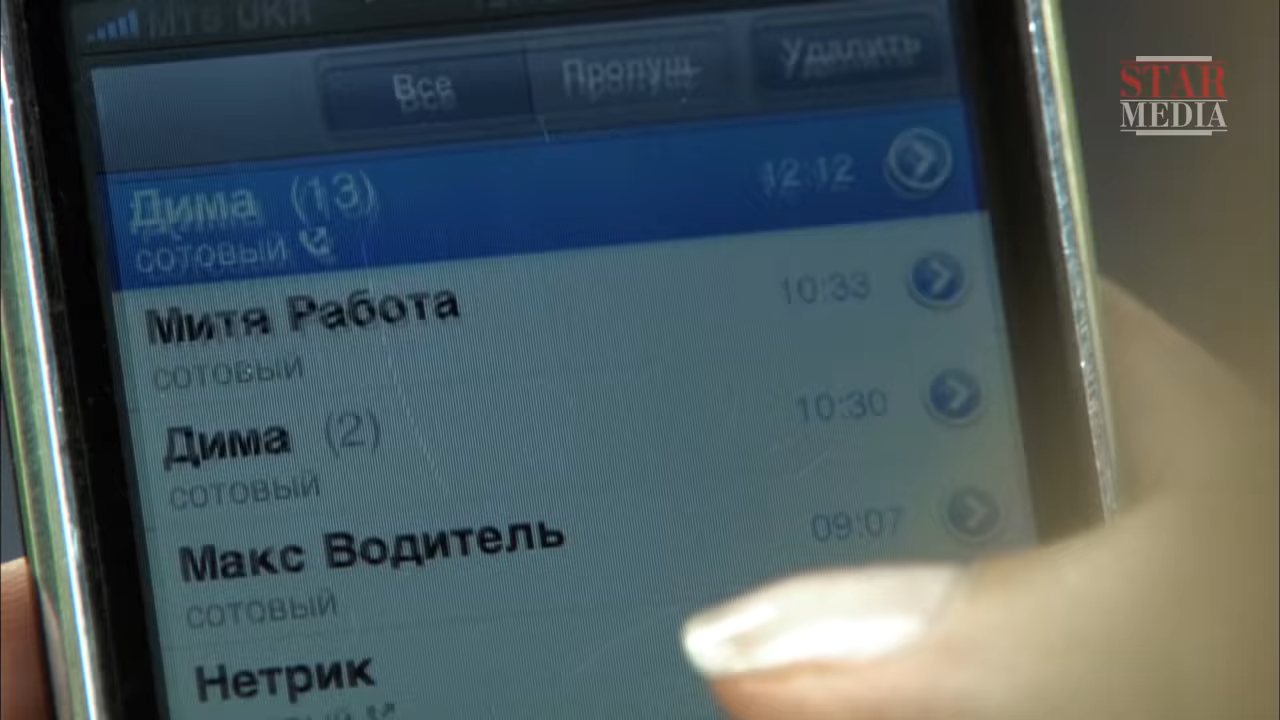 MTS UKR
Все Пропущ Удалить
STAR
MEDIA
Дима (13) 12:12
сотовый
Митя Работа 10:33
сотовый
Дима (2) 10:30
сотовый
Макс Водитель 09:07
сотовый
Нетрик